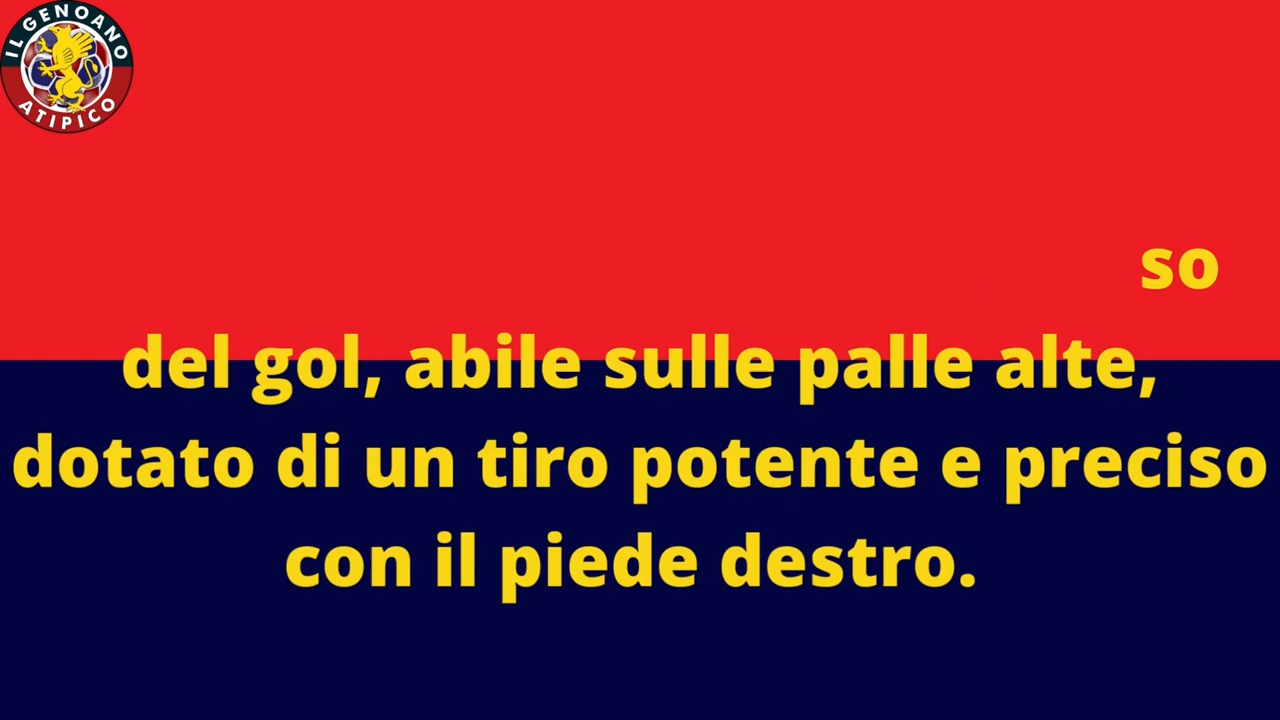 IL GENOANO
ATIPICO
so
del gol, abile sulle palle alte,
dotato di un tiro potente e preciso
con il piede destro.